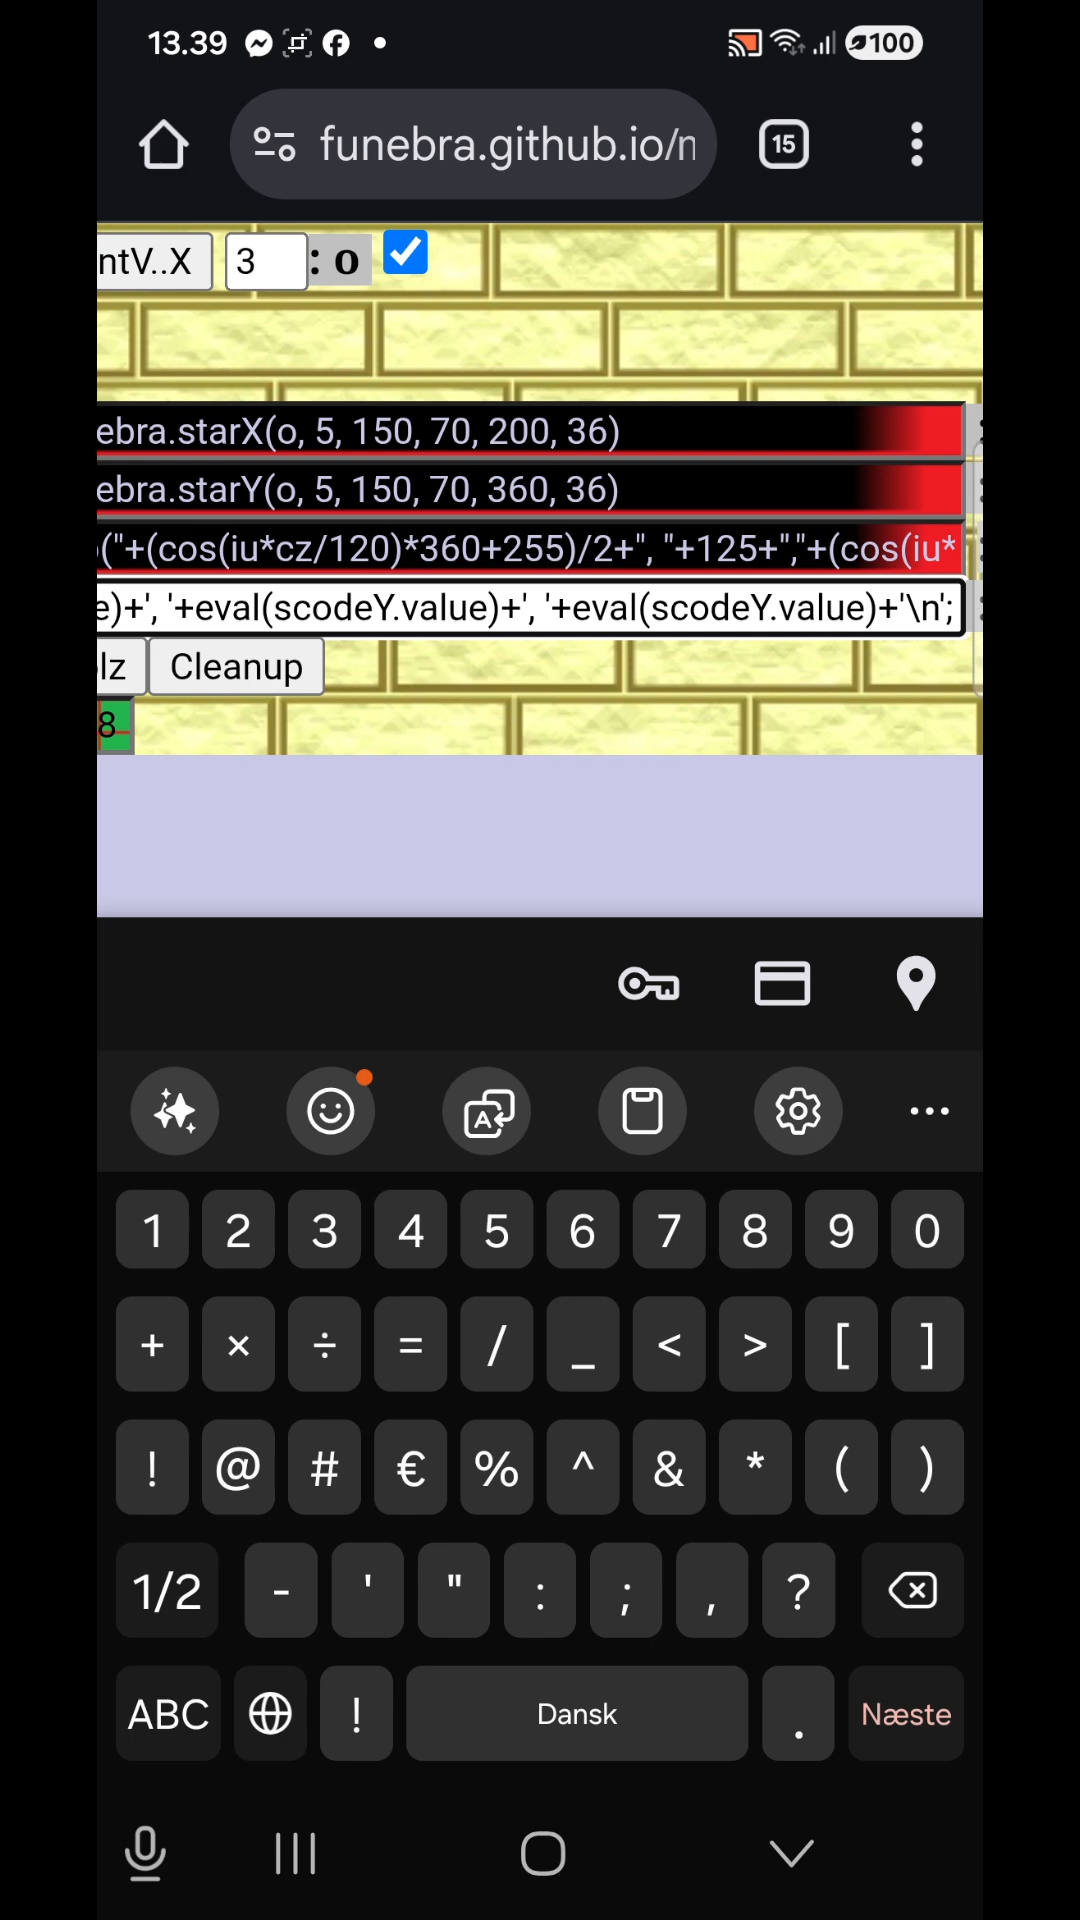 13.39
100
funebra.github.io/n
15
ntV..X 3 : o
ebra.starX(o, 5, 150, 70, 200, 36)
ebra.starY(o, 5, 150, 70, 360, 36)
("+(cos(iu*cz/120)*360+255)/2+", "+125+","+(cos(iu*
e)+', '+eval(scodeY.value)+', '+eval(scodeY.value)+'\n';
lz Cleanup
8
1 2 3 4 5 6 7 8 9 0
+ × ÷ = / _ < > [ ]
! @ # € % ^ & * ( )
1/2 - ' " : ; , ?
ABC ! Dansk . Næste